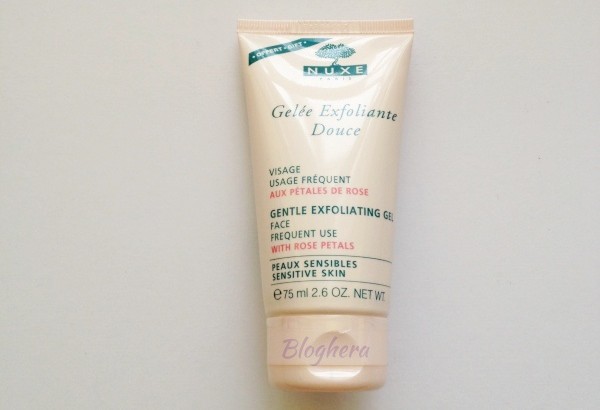 • OFFERT • GIFT •
NUXE
PARIS
Gelée Exfoliante
Douce
VISAGE
USAGE FRÉQUENT
AUX PÉTALES DE ROSE
GENTLE EXFOLIATING GEL
FACE
FREQUENT USE
WITH ROSE PETALS
PEAUX SENSIBLES
SENSITIVE SKIN
℮ 75 ml 2.6 OZ. NET WT.
Bloghera